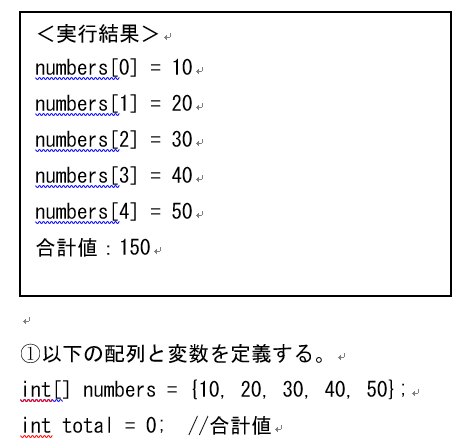 ＜実行結果＞
numbers[0] = 10
numbers[1] = 20
numbers[2] = 30
numbers[3] = 40
numbers[4] = 50
合計値：150
①以下の配列と変数を定義する。
int[] numbers = {10, 20, 30, 40, 50};
int total = 0;  //合計値